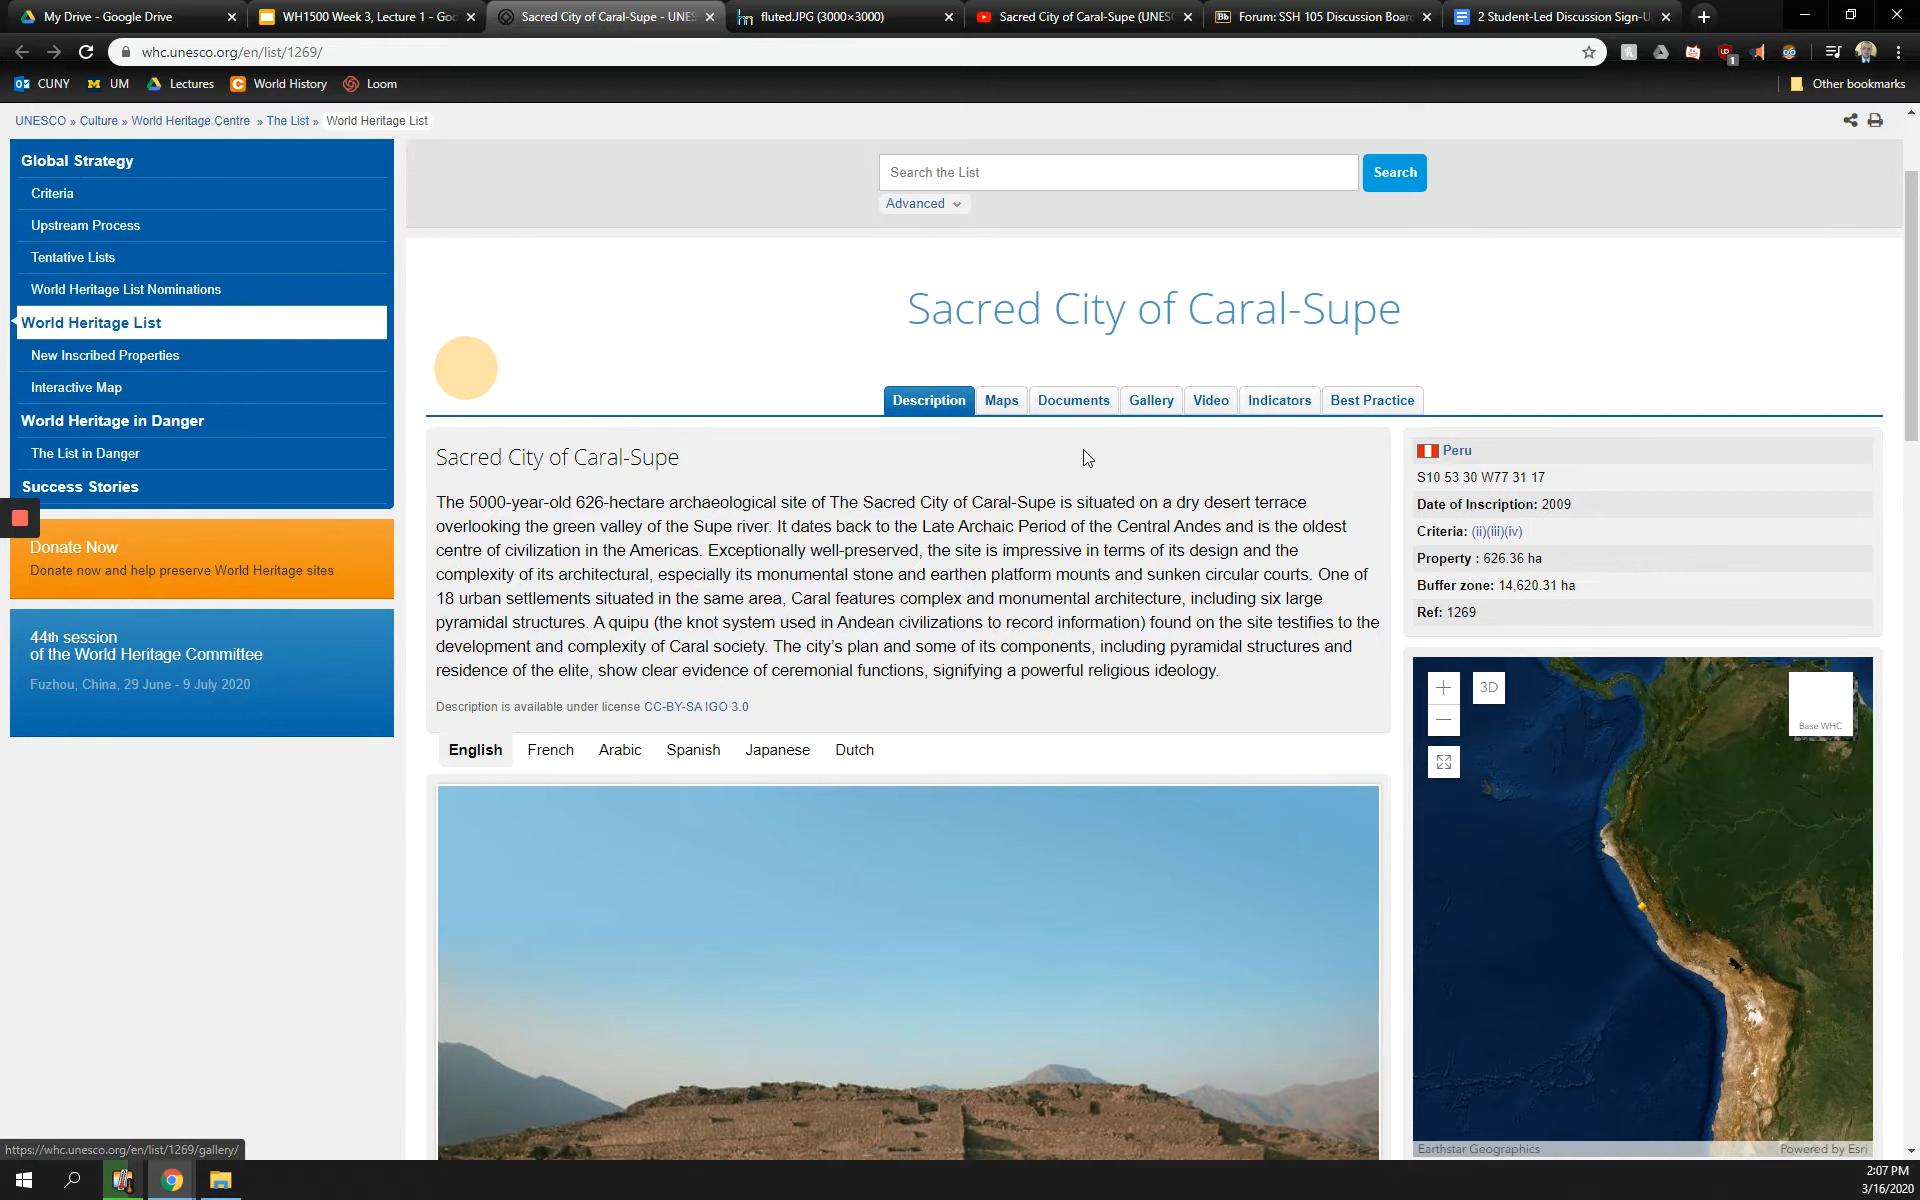 My Drive - Google Drive
WH1500 Week 3, Lecture 1 - Goo
Sacred City of Caral-Supe - UNES
fluted.JPG (3000×3000)
Sacred City of Caral-Supe (UNESC
Bb Forum: SSH 105 Discussion Boar
2 Student-Led Discussion Sign-U
whc.unesco.org/en/list/1269/
1
CUNY
M UM
Lectures
C World History
Loom
Other bookmarks
UNESCO » Culture » World Heritage Centre » The List » World Heritage List
Global Strategy
Criteria
Upstream Process
Tentative Lists
World Heritage List Nominations
World Heritage List
New Inscribed Properties
Interactive Map
World Heritage in Danger
The List in Danger
Success Stories
Donate Now
Donate now and help preserve World Heritage sites
44th session
of the World Heritage Committee
Fuzhou, China, 29 June - 9 July 2020
Search the List
Search
Advanced
Sacred City of Caral-Supe
Description Maps Documents Gallery Video Indicators Best Practice
Sacred City of Caral-Supe
The 5000-year-old 626-hectare archaeological site of The Sacred City of Caral-Supe is situated on a dry desert terrace
overlooking the green valley of the Supe river. It dates back to the Late Archaic Period of the Central Andes and is the oldest
centre of civilization in the Americas. Exceptionally well-preserved, the site is impressive in terms of its design and the
complexity of its architectural, especially its monumental stone and earthen platform mounts and sunken circular courts. One of
18 urban settlements situated in the same area, Caral features complex and monumental architecture, including six large
pyramidal structures. A quipu (the knot system used in Andean civilizations to record information) found on the site testifies to the
development and complexity of Caral society. The city's plan and some of its components, including pyramidal structures and
residence of the elite, show clear evidence of ceremonial functions, signifying a powerful religious ideology.
Description is available under license CC-BY-SA IGO 3.0
English French Arabic Spanish Japanese Dutch
Peru
S10 53 30 W77 31 17
Date of Inscription: 2009
Criteria: (ii)(iii)(iv)
Property : 626.36 ha
Buffer zone: 14,620.31 ha
Ref: 1269
3D
Base WHC
Earthstar Geographics
Powered by Esri
https://whc.unesco.org/en/list/1269/gallery/
2:07 PM
3/16/2020